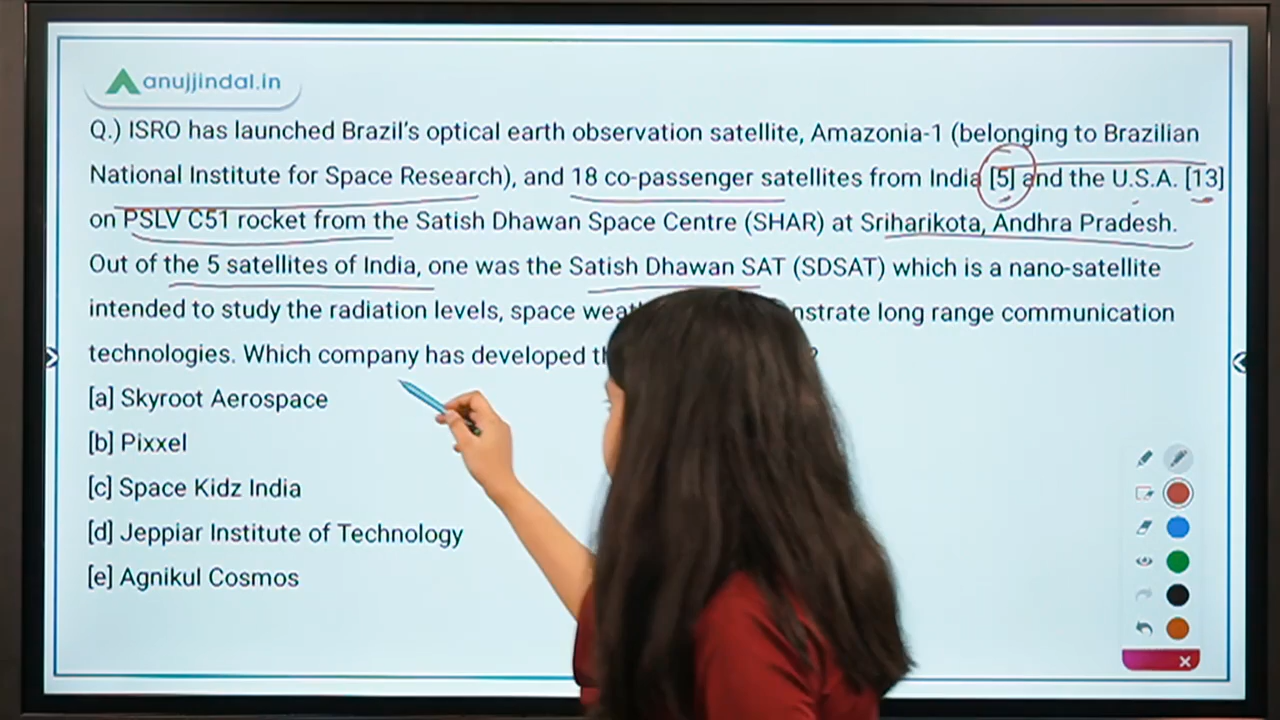 anujjindal.in
Q.) ISRO has launched Brazil's optical earth observation satellite, Amazonia-1 (belonging to Brazilian
National Institute for Space Research), and 18 co-passenger satellites from India [5] and the U.S.A. [13]
on PSLV C51 rocket from the Satish Dhawan Space Centre (SHAR) at Sriharikota, Andhra Pradesh.
Out of the 5 satellites of India, one was the Satish Dhawan SAT (SDSAT) which is a nano-satellite
intended to study the radiation levels, space long range communication
technologies. Which company has developed
[a] Skyroot Aerospace
[b] Pixxel
[c] Space Kidz India
[d] Jeppiar Institute of Technology
[e] Agnikul Cosmos